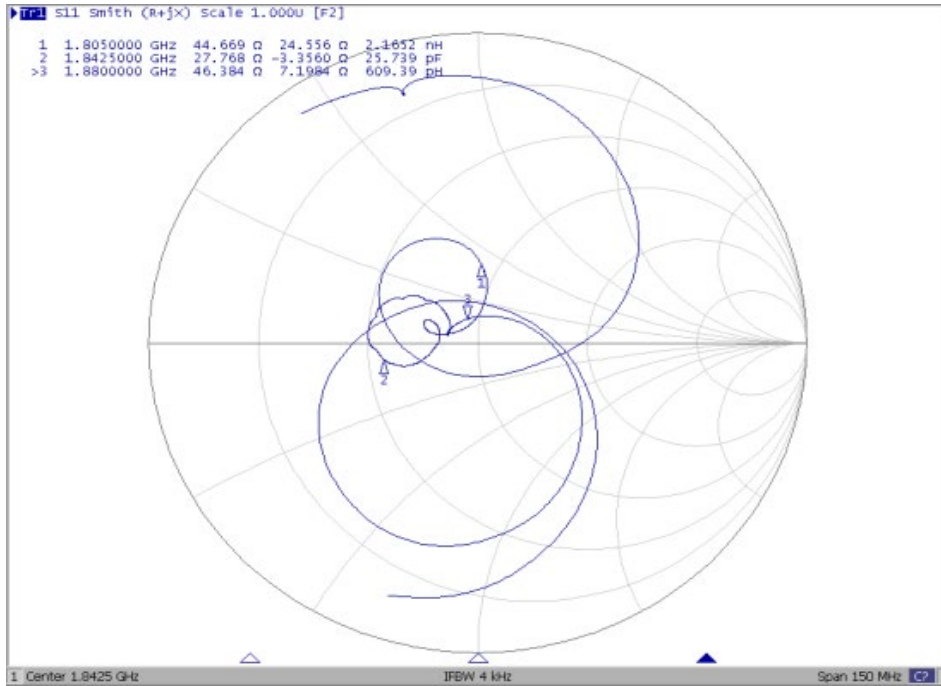 Tr1 S11 Smith (R+jX) Scale 1.000U [F2]
1 1.8050000 GHz 44.669 Ω 24.556 Ω 2.1652 nH
2 1.8425000 GHz 27.768 Ω -3.3560 Ω 25.739 pF
>3 1.8800000 GHz 46.384 Ω 7.1984 Ω 609.39 pH
1
3
2
1 Center 1.8425 GHz IFBW 4 kHz Span 150 MHz C?